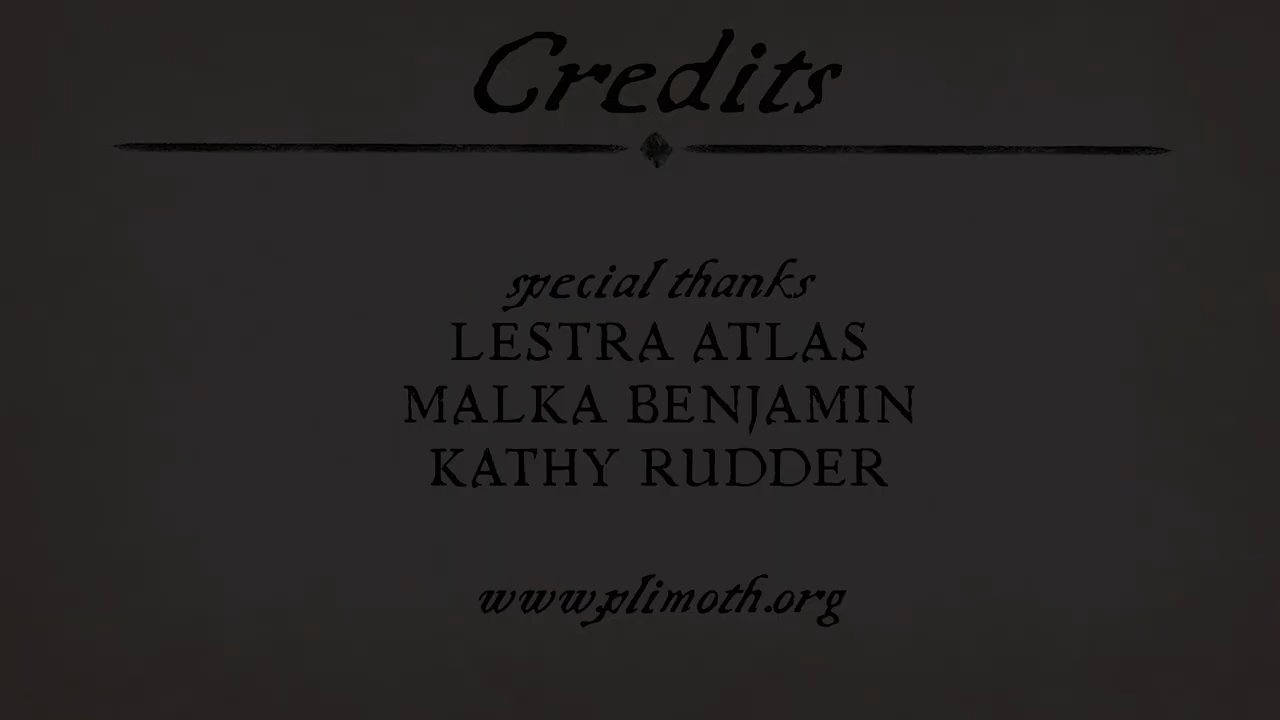 Credits
special thanks
LESTRA ATLAS
MALKA BENJAMIN
KATHY RUDDER
www.plimoth.org